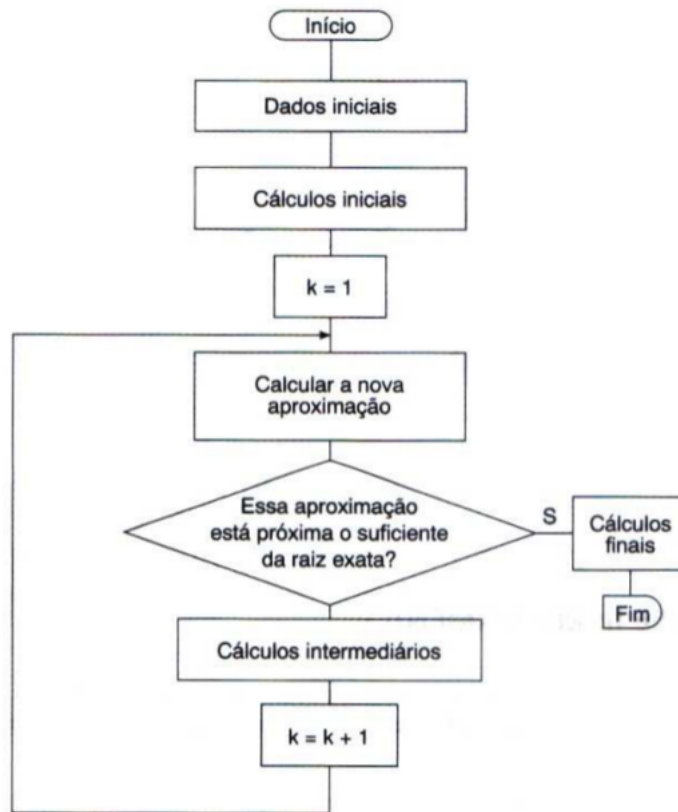 Início
Dados iniciais
Cálculos iniciais
k = 1
Calcular a nova
aproximação
Essa aproximação
está próxima o suficiente
da raiz exata?
S
Cálculos
finais
Fim
Cálculos intermediários
k = k + 1